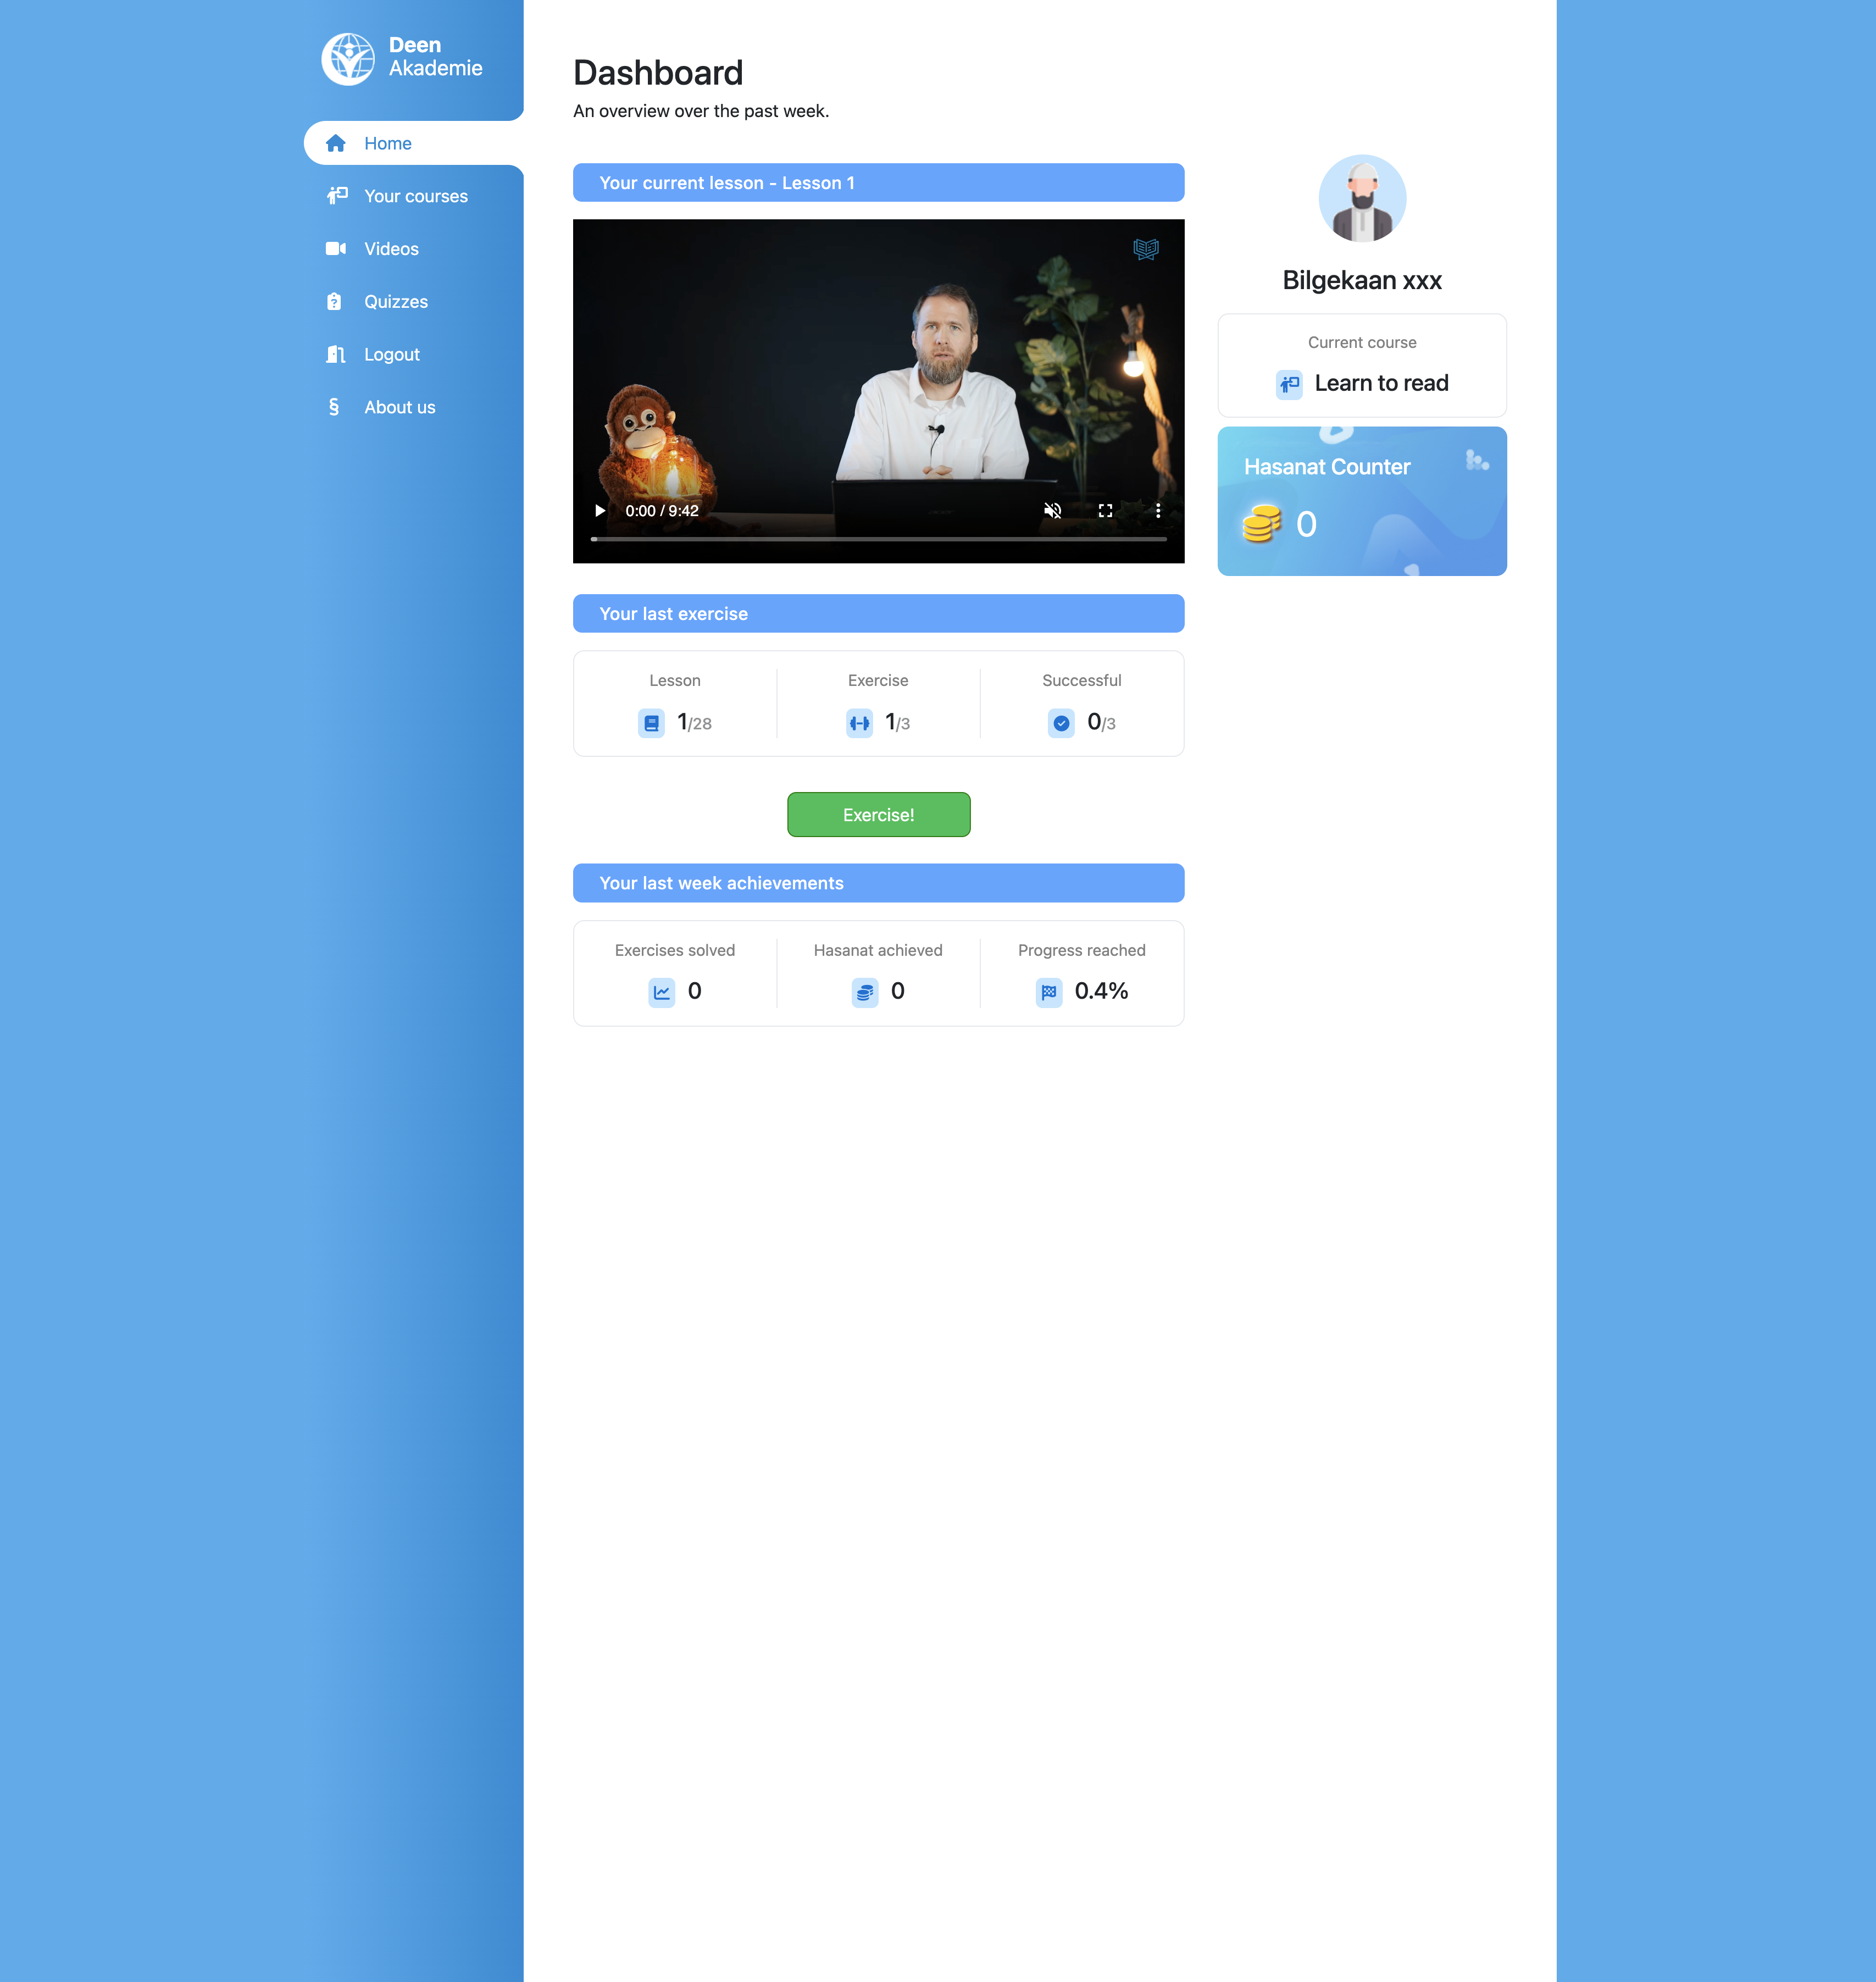 Deen
Akademie
Home
Your courses
Videos
Quizzes
Logout
§ About us
Dashboard
An overview over the past week.
Your current lesson - Lesson 1
0:00 / 9:42
Your last exercise
Lesson Exercise Successful
1/28 1/3 0/3
Exercise!
Your last week achievements
Exercises solved Hasanat achieved Progress reached
0 0 0.4%
Bilgekaan xxx
Current course
Learn to read
Hasanat Counter
0